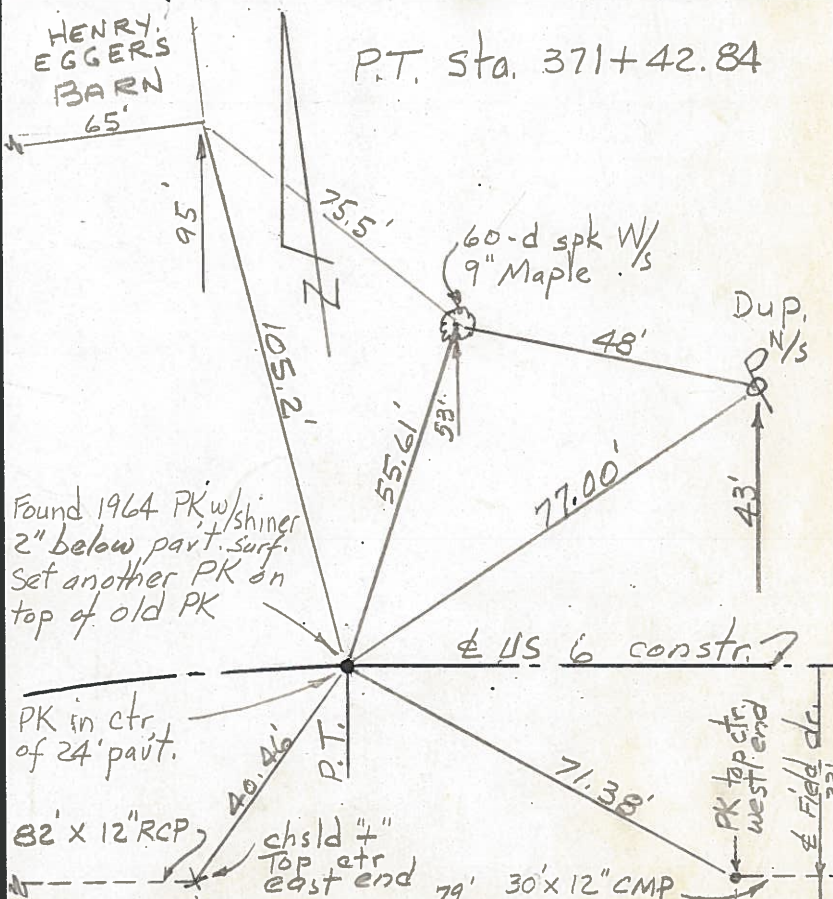 HENRY.
EGGERS
BARN
65'
P.T. Sta. 371+42.84
95'
75.5'
60-d spk W/s
9" Maple
Dup.
N/s
48'
105.2'
55.61'
53'
77.00'
43'
Found 1964 PK w/shiner
2" below pav't. surf.
Set another PK on
top of old PK
℄ US 6 constr.
PK in ctr
of 24' pav't.
P.T.
40.46'
71.38'
PK top ctr.
west end
℄ Field dr.
82' X 12" RCP
chsld "+"
Top ctr
east end
79'
30' x 12" CMP